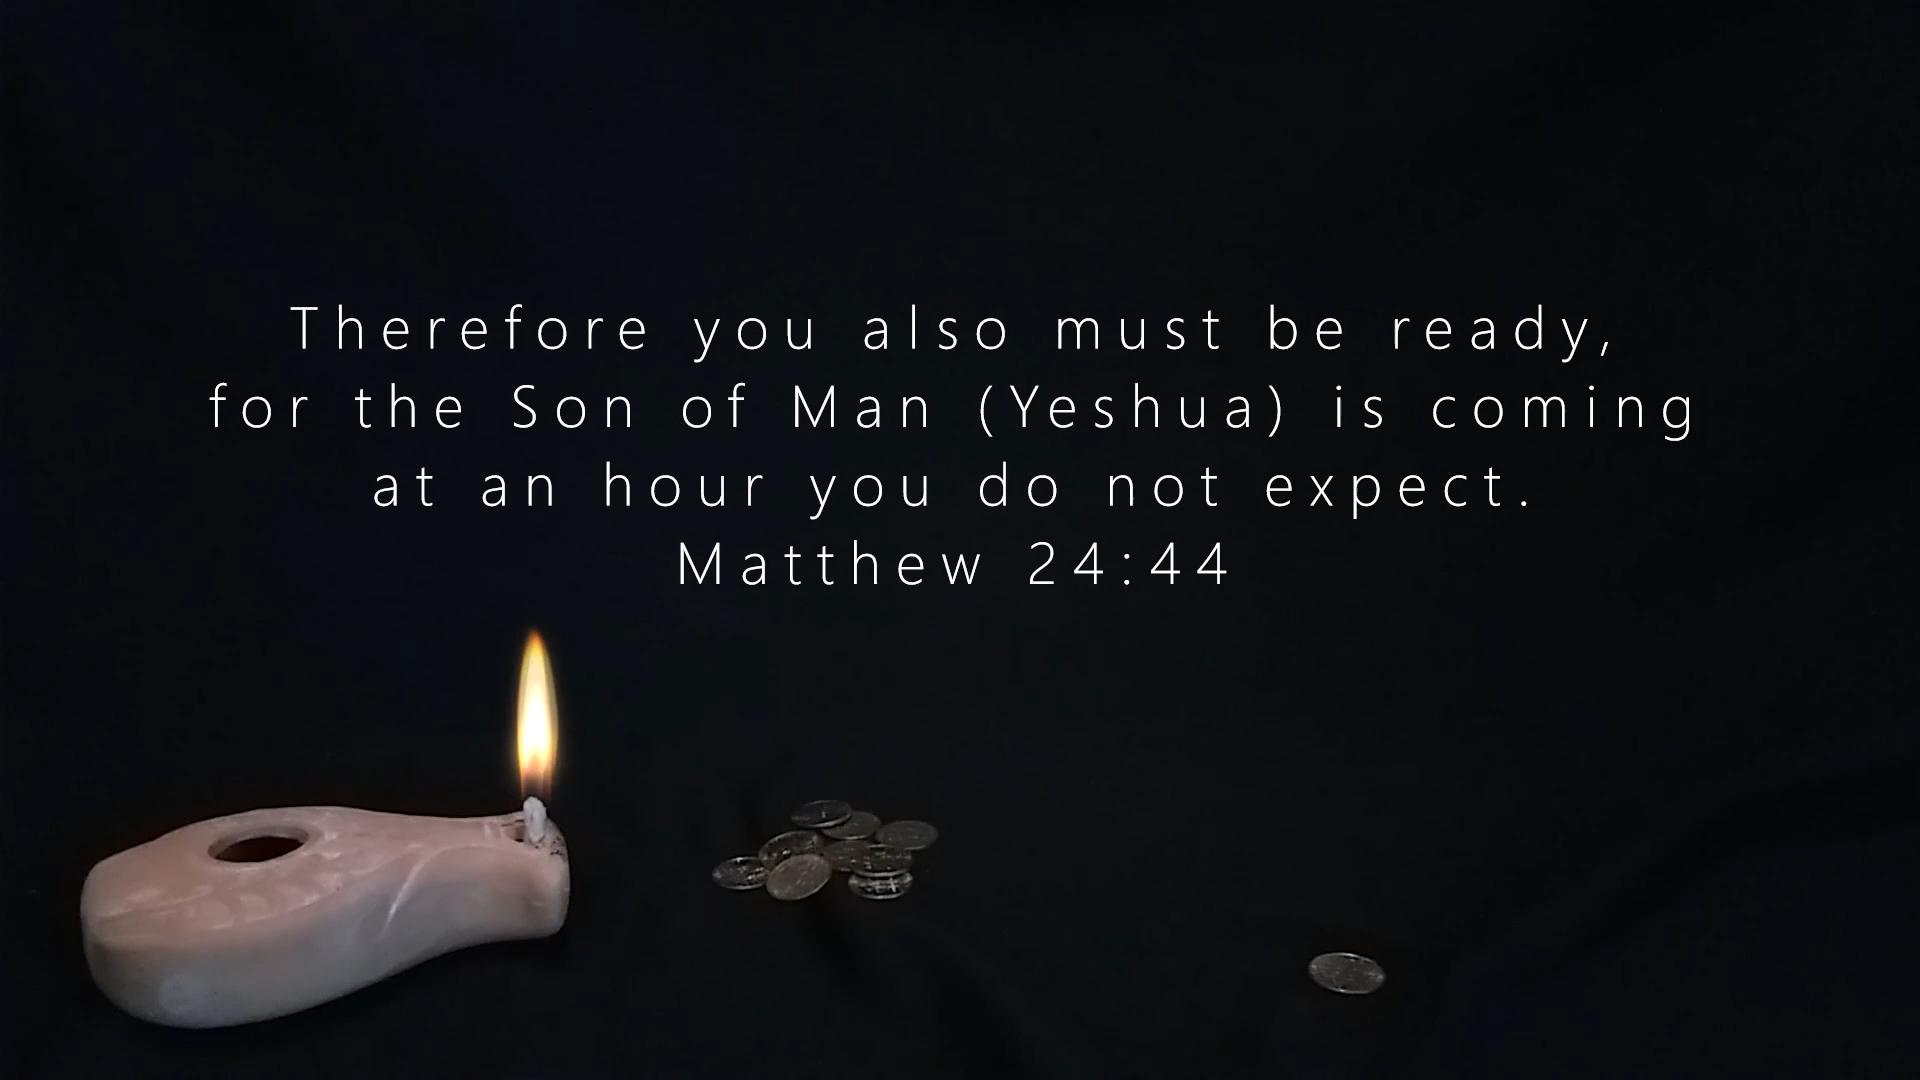 Therefore you also must be ready,
for the Son of Man (Yeshua) is coming
at an hour you do not expect.
Matthew 24:44